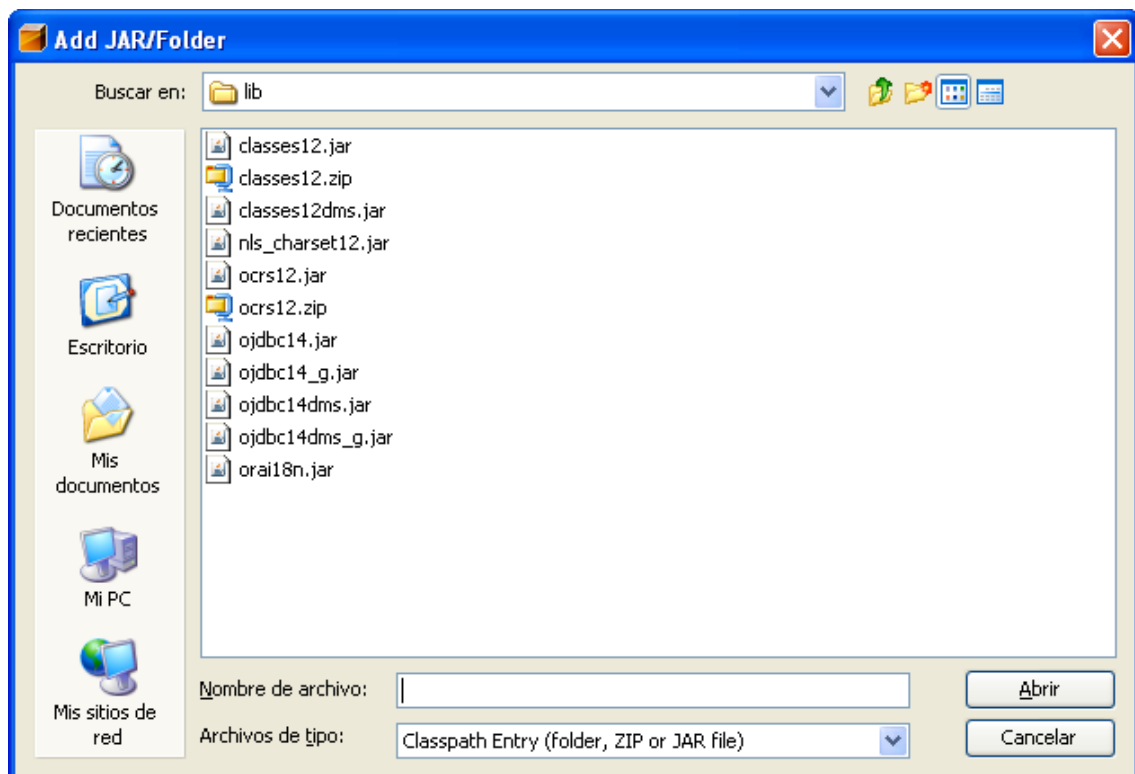 Add JAR/Folder
Buscar en:
lib
Documentos
recientes
Escritorio
Mis
documentos
Mi PC
Mis sitios de
red
classes12.jar
classes12.zip
classes12dms.jar
nls_charset12.jar
ocrs12.jar
ocrs12.zip
ojdbc14.jar
ojdbc14_g.jar
ojdbc14dms.jar
ojdbc14dms_g.jar
orai18n.jar
Nombre de archivo:
Abrir
Archivos de tipo:
Classpath Entry (folder, ZIP or JAR file)
Cancelar